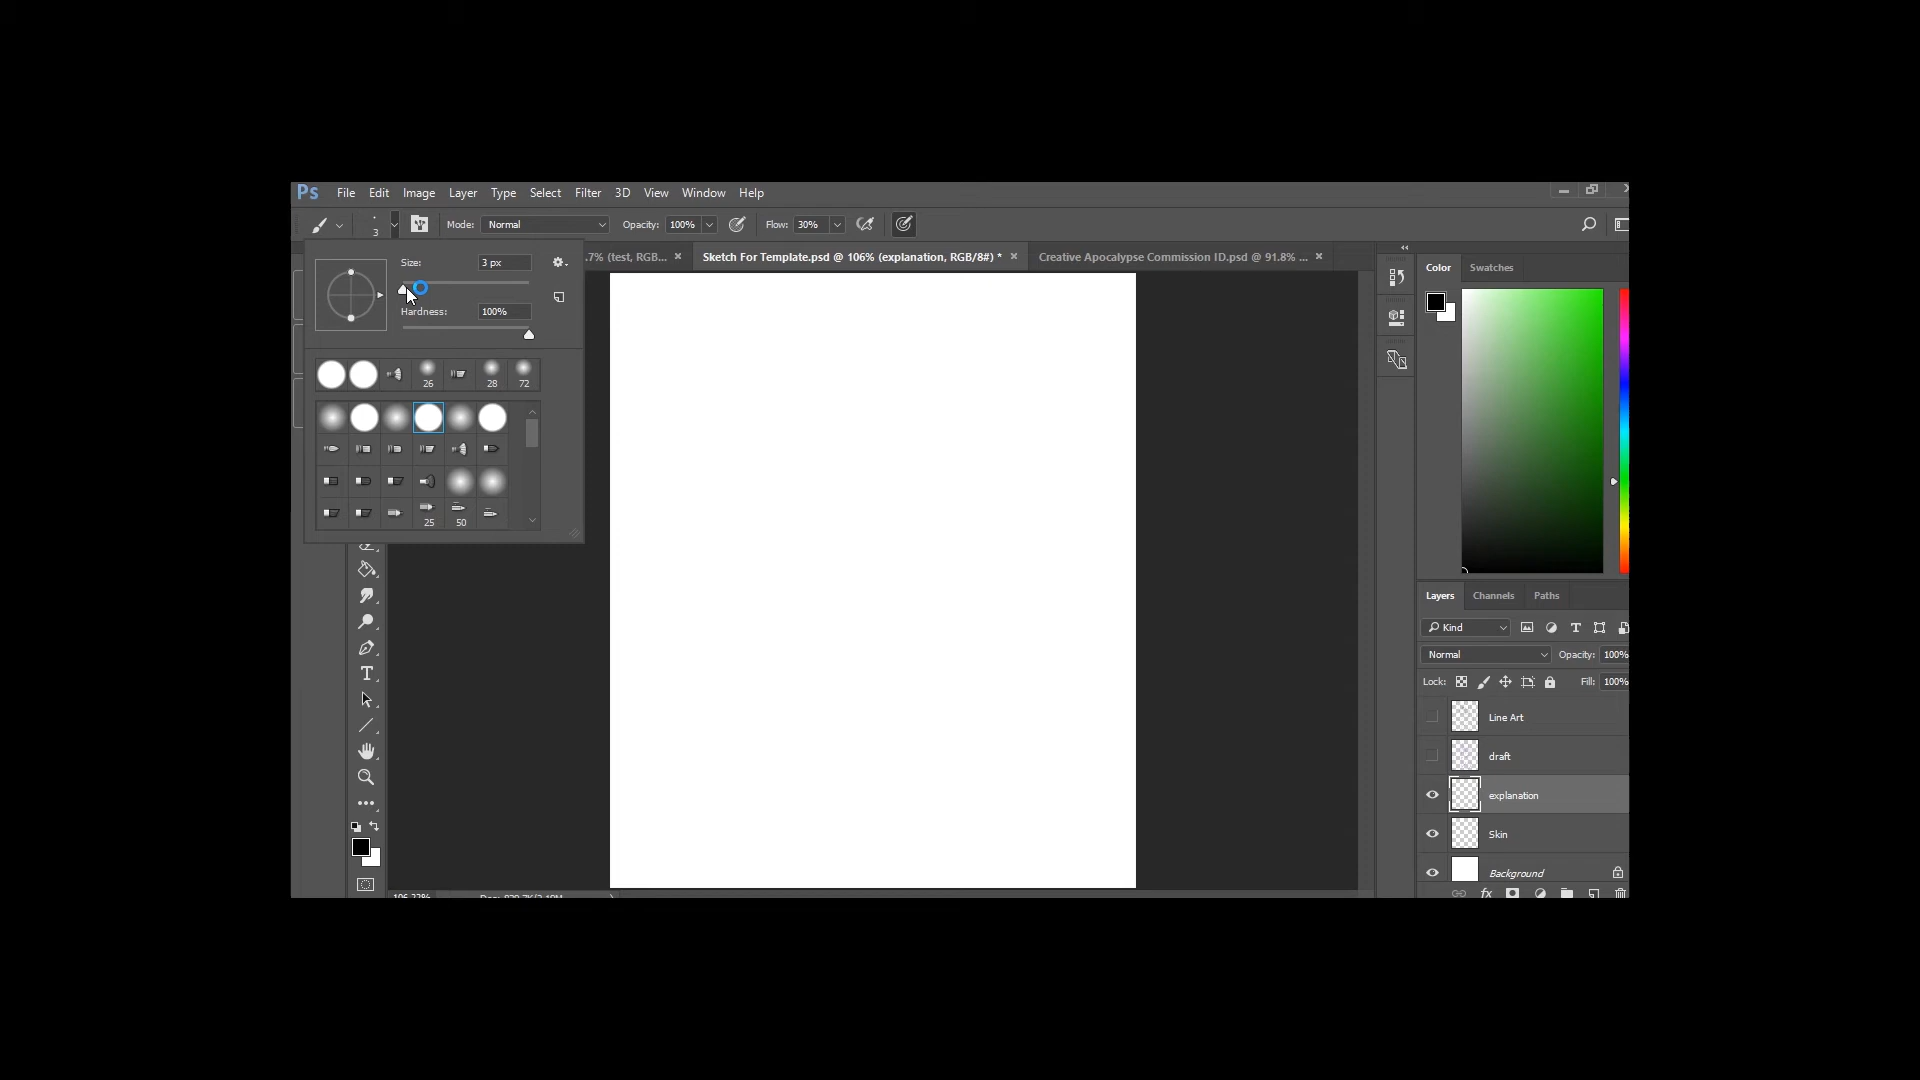 Ps File Edit Image Layer Type Select Filter 3D View Window Help
3 Mode: Normal Opacity: 100% Flow: 30%
Size: 3 px
Hardness: 100%
26 28 72
25 50
.7% (test, RGB... Sketch For Template.psd @ 106% (explanation, RGB/8#) * Creative Apocalypse Commission ID.psd @ 91.8% ...
Color Swatches
Layers Channels Paths
Kind
Normal Opacity: 100%
Lock: Fill: 100%
Line Art
draft
explanation
Skin
Background
fx